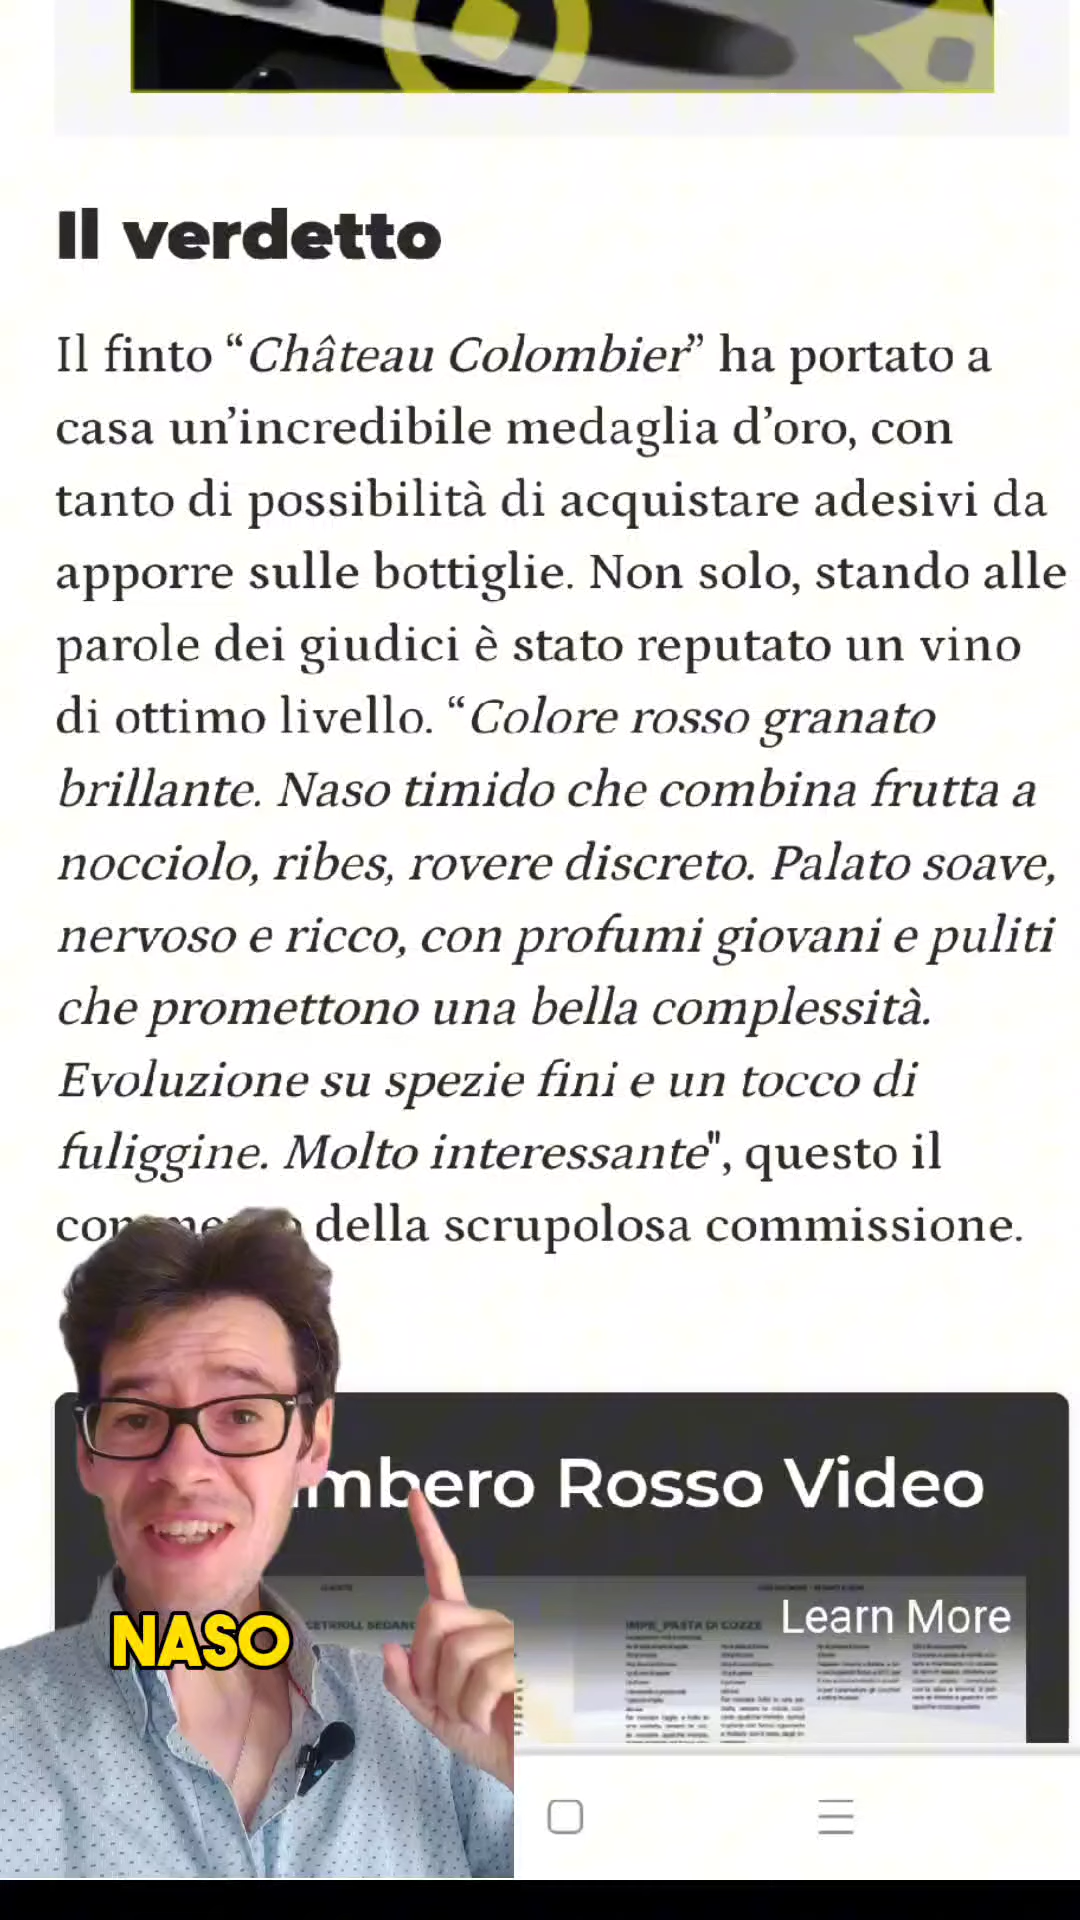 Il verdetto
Il finto “Château Colombier” ha portato a
casa un’incredibile medaglia d’oro, con
tanto di possibilità di acquistare adesivi da
apporre sulle bottiglie. Non solo, stando alle
parole dei giudici è stato reputato un vino
di ottimo livello. “Colore rosso granato
brillante. Naso timido che combina frutta a
nocciolo, ribes, rovere discreto. Palato soave,
nervoso e ricco, con profumi giovani e puliti
che promettono una bella complessità.
Evoluzione su spezie fini e un tocco di
fuliggine. Molto interessante", questo il
della scrupolosa commissione.
mbero Rosso Video
Learn More
IMPE_PASTA DI COZZE
NASO